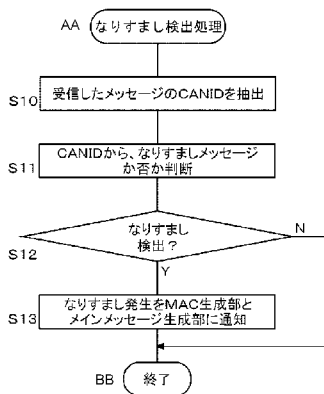 AA なりすまし検出処理
S10 受信したメッセージのCANIDを抽出
S11 CANIDから、なりすましメッセージ
か否か判断
S12 なりすまし
検出？
N
Y
S13 なりすまし発生をMAC生成部と
メインメッセージ生成部に通知
BB 終了